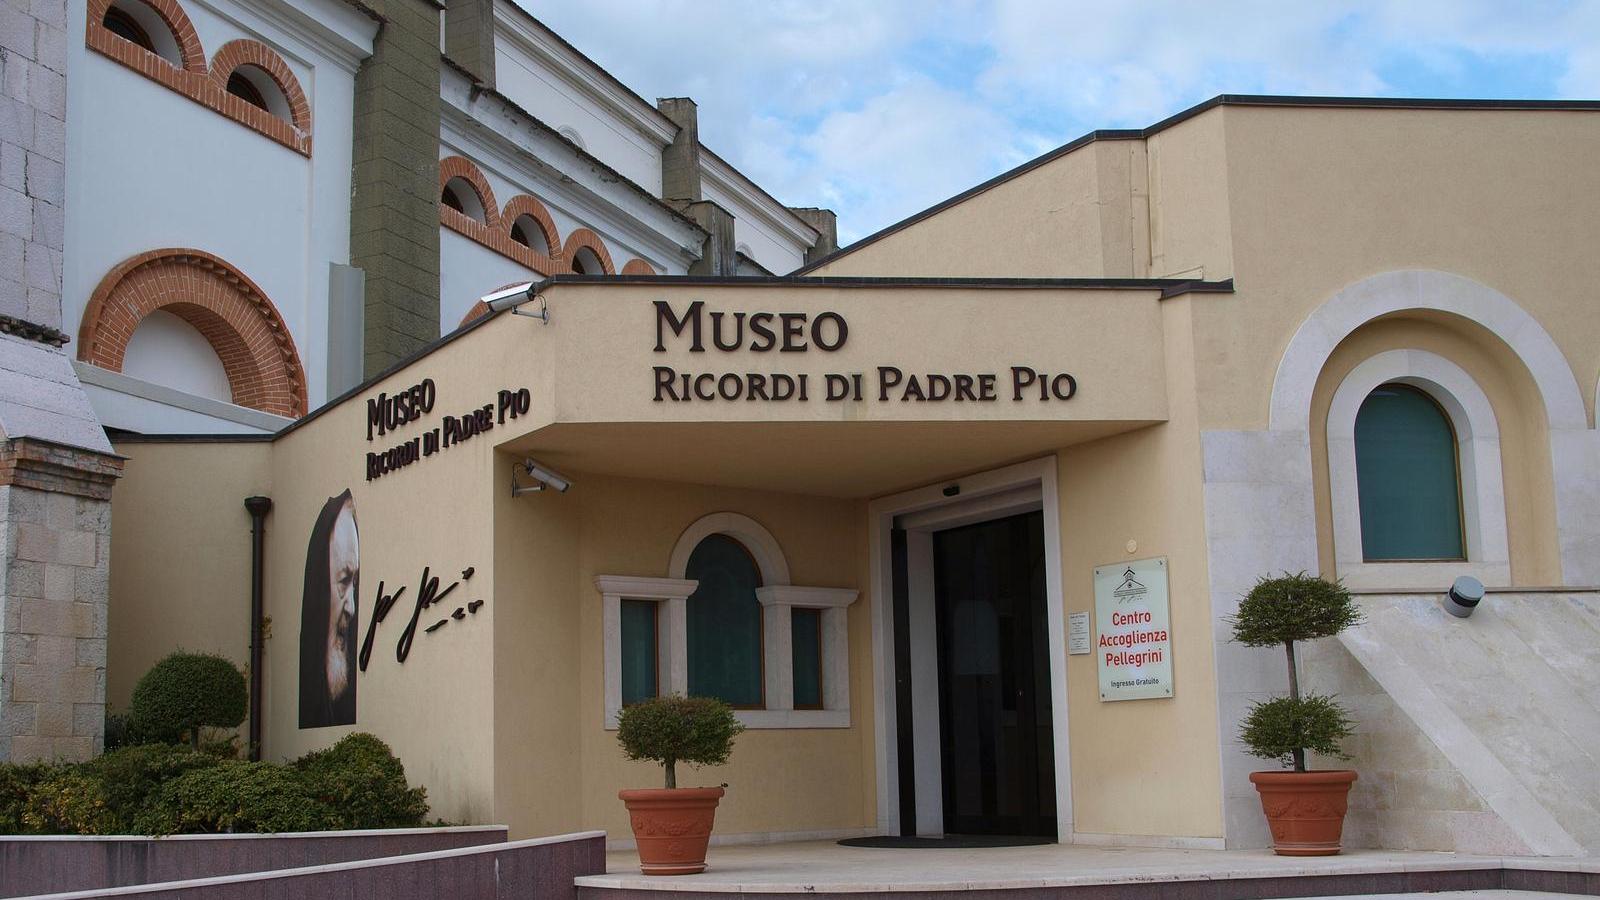 MUSEO
RICORDI DI PADRE PIO
MUSEO
RICORDI DI PADRE PIO
Centro
Accoglienza
Pellegrini
Ingresso Gratuito